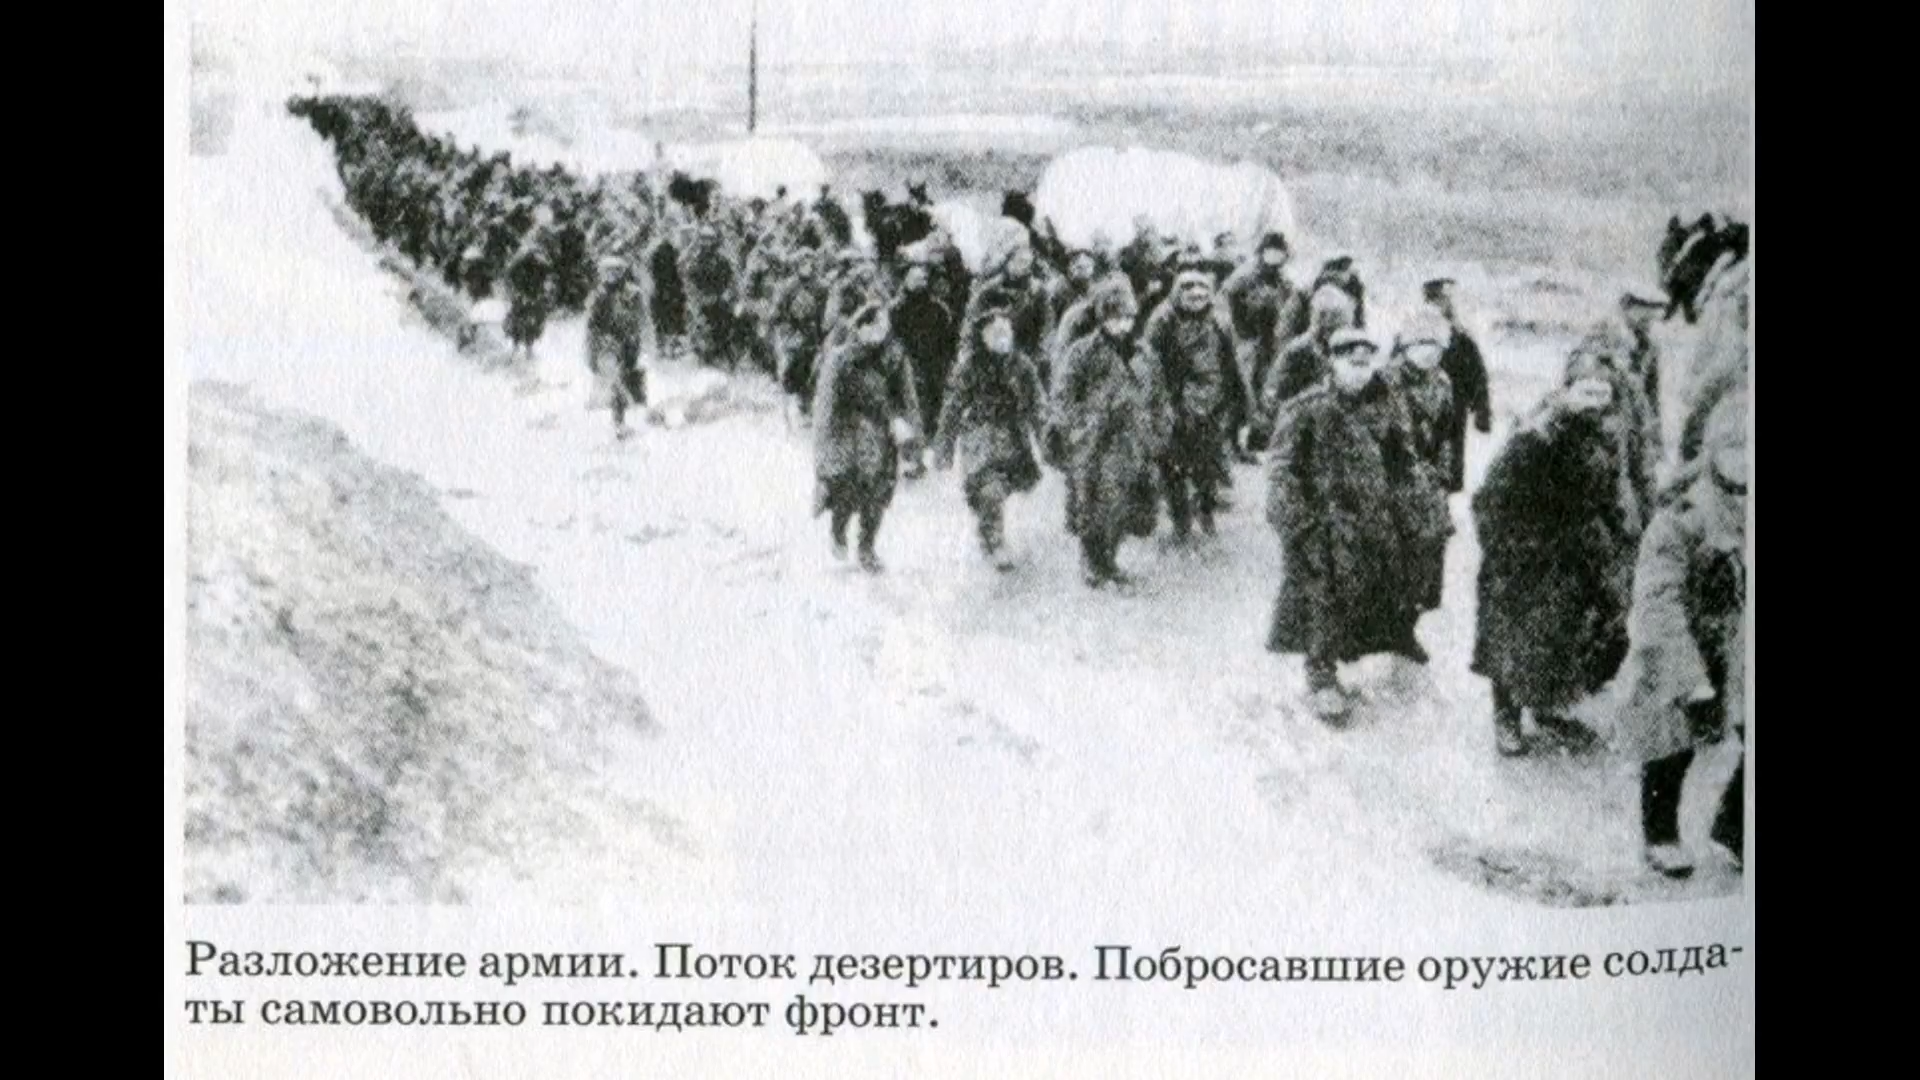 Разложение армии. Поток дезертиров. Побросавшие оружие солда-
ты самовольно покидают фронт.